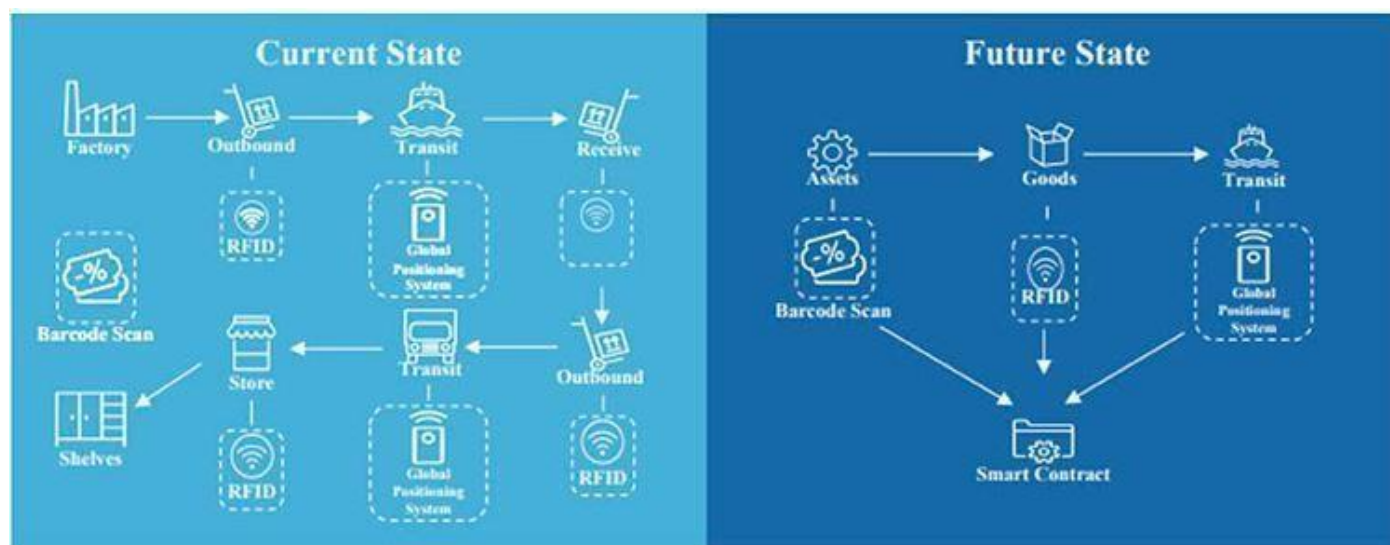 Current State
Factory
Outbound
Transit
Receive
RFID
Global
Positioning
System
-%
Barcode Scan
Store
Transit
Outbound
Shelves
RFID
Global
Positioning
System
RFID
Future State
Assets
Goods
Transit
-%
Barcode Scan
RFID
Global
Positioning
System
Smart Contract